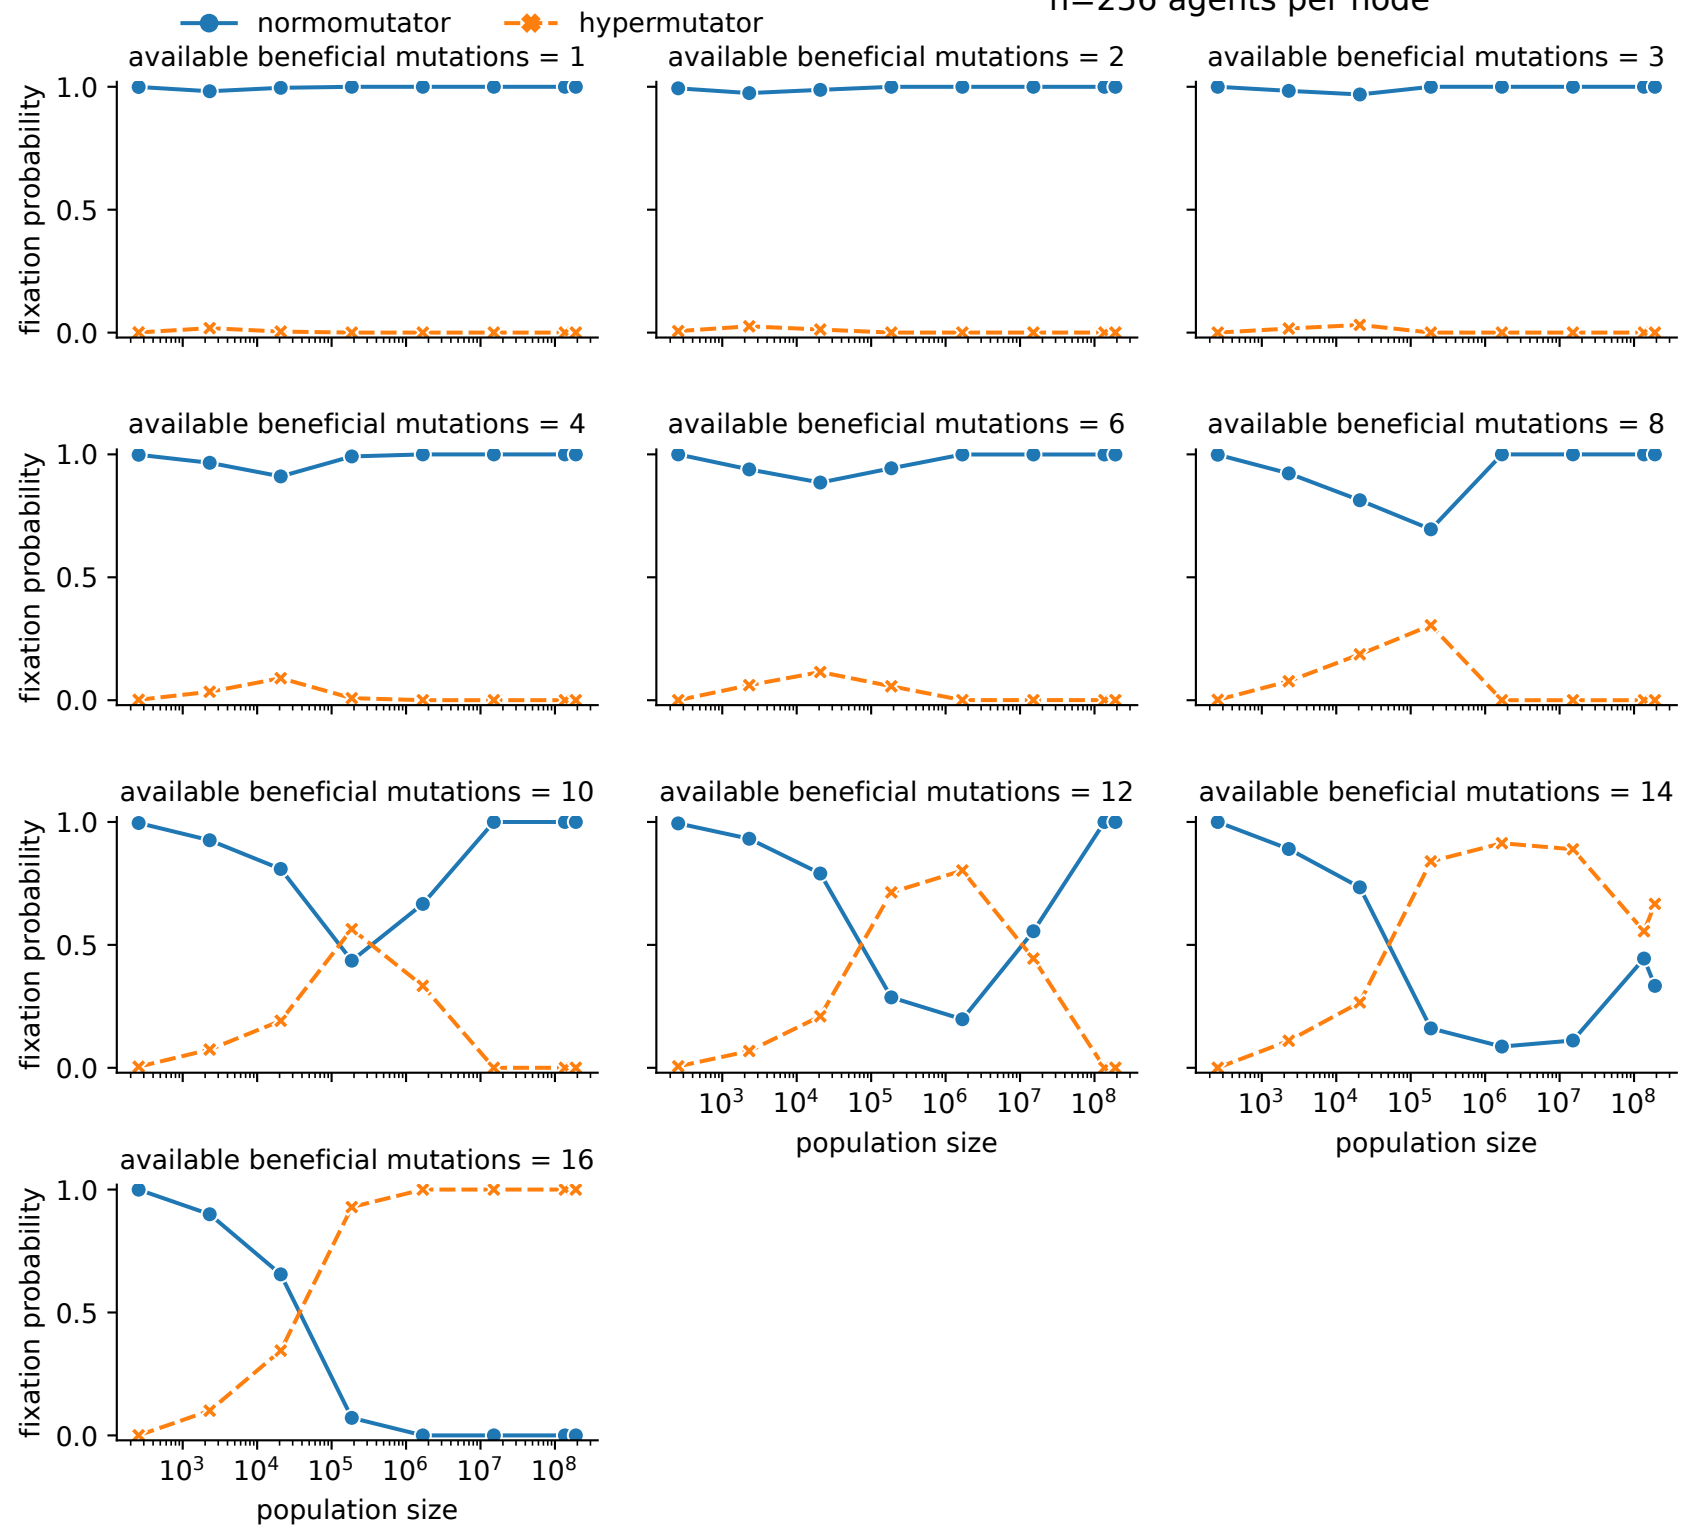 n=256 agents per node
normomutator hypermutator
available beneficial mutations = 1 available beneficial mutations = 2 available beneficial mutations = 3
1.0
0.5
0.0
fixation probability
available beneficial mutations = 4 available beneficial mutations = 6 available beneficial mutations = 8
1.0
0.5
0.0
fixation probability
available beneficial mutations = 10 available beneficial mutations = 12 available beneficial mutations = 14
1.0
0.5
0.0
fixation probability
10³ 10⁴ 10⁵ 10⁶ 10⁷ 10⁸ 10³ 10⁴ 10⁵ 10⁶ 10⁷ 10⁸
population size population size
available beneficial mutations = 16
1.0
0.5
0.0
fixation probability
10³ 10⁴ 10⁵ 10⁶ 10⁷ 10⁸
population size